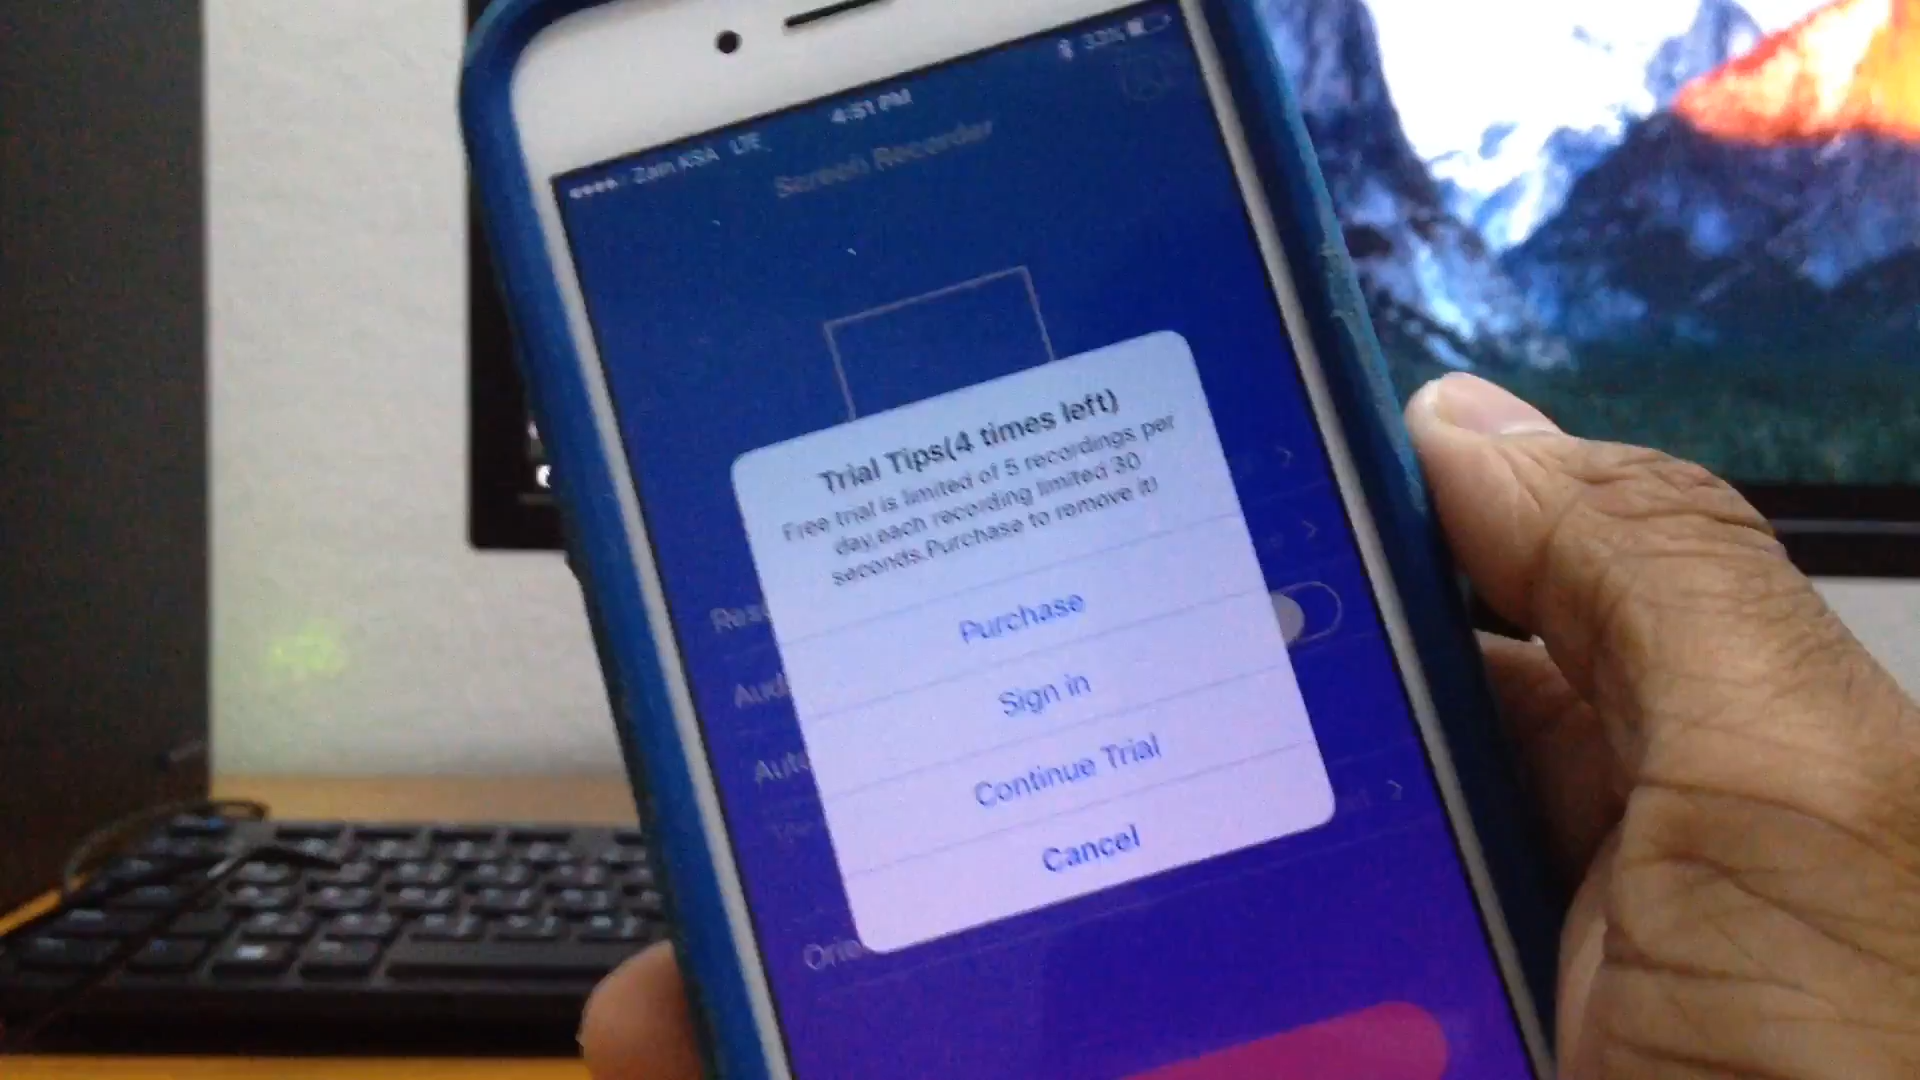 33%
4:51 PM
Zain KSA LTE
Screen Recorder
Trial Tips(4 times left)
Free trial is limited of 5 recordings per
day,each recording limited 30
seconds.Purchase to remove it!
Purchase
Sign in
Continue Trial
Cancel